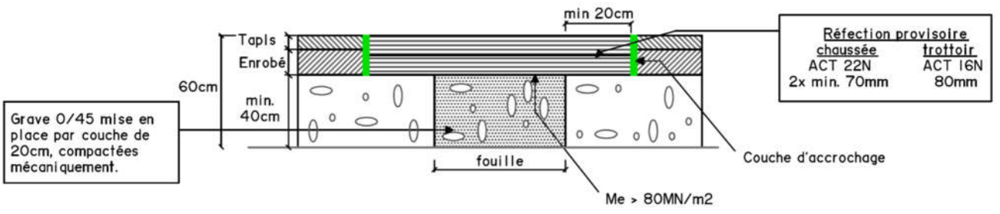 min 20cm
Réfection provisoire
chaussée trottoir
ACT 22N ACT 16N
2x min. 70mm 80mm
Tapis
Enrobé
60cm
min.
40cm
Grave 0/45 mise en
place par couche de
20cm, compactées
mécaniquement.
fouille
Couche d'accrochage
Me > 80MN/m2